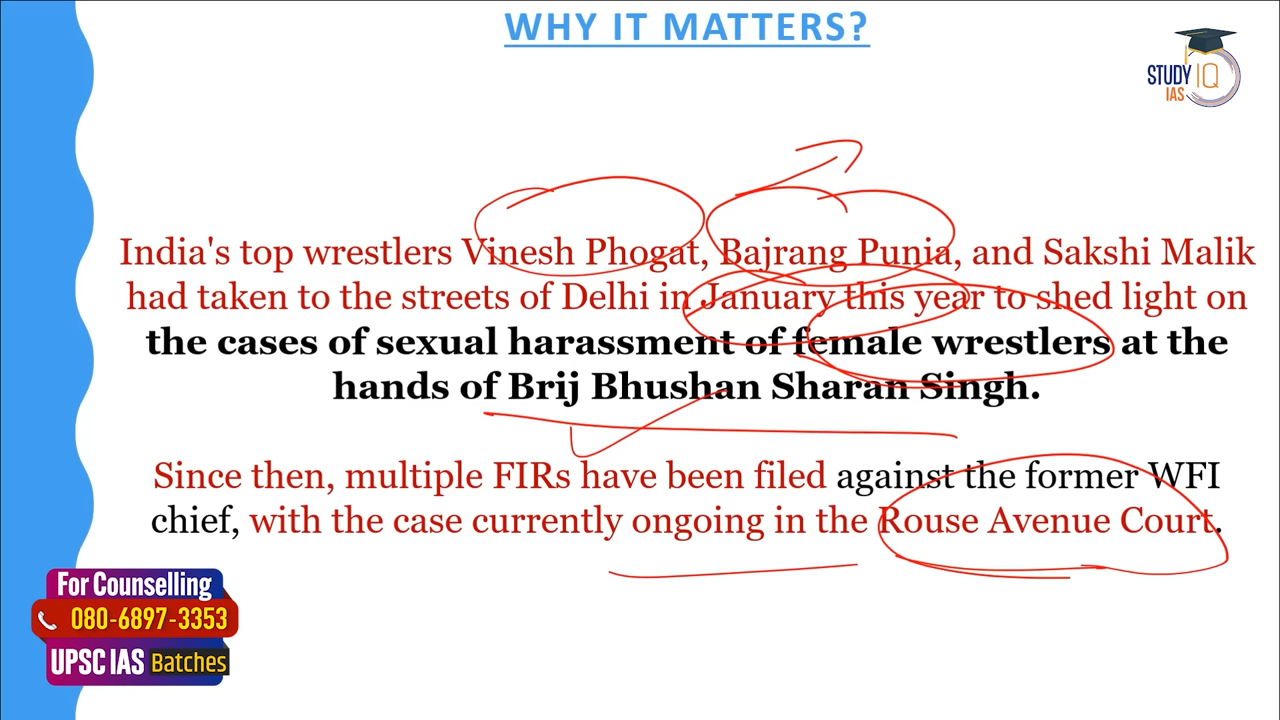 WHY IT MATTERS?
STUDY IQ
IAS
India's top wrestlers Vinesh Phogat, Bajrang Punia, and Sakshi Malik
had taken to the streets of Delhi in January this year to shed light on
the cases of sexual harassment of female wrestlers at the
hands of Brij Bhushan Sharan Singh.
Since then, multiple FIRs have been filed against the former WFI
chief, with the case currently ongoing in the Rouse Avenue Court.
For Counselling
080-6897-3353
UPSC IAS Batches